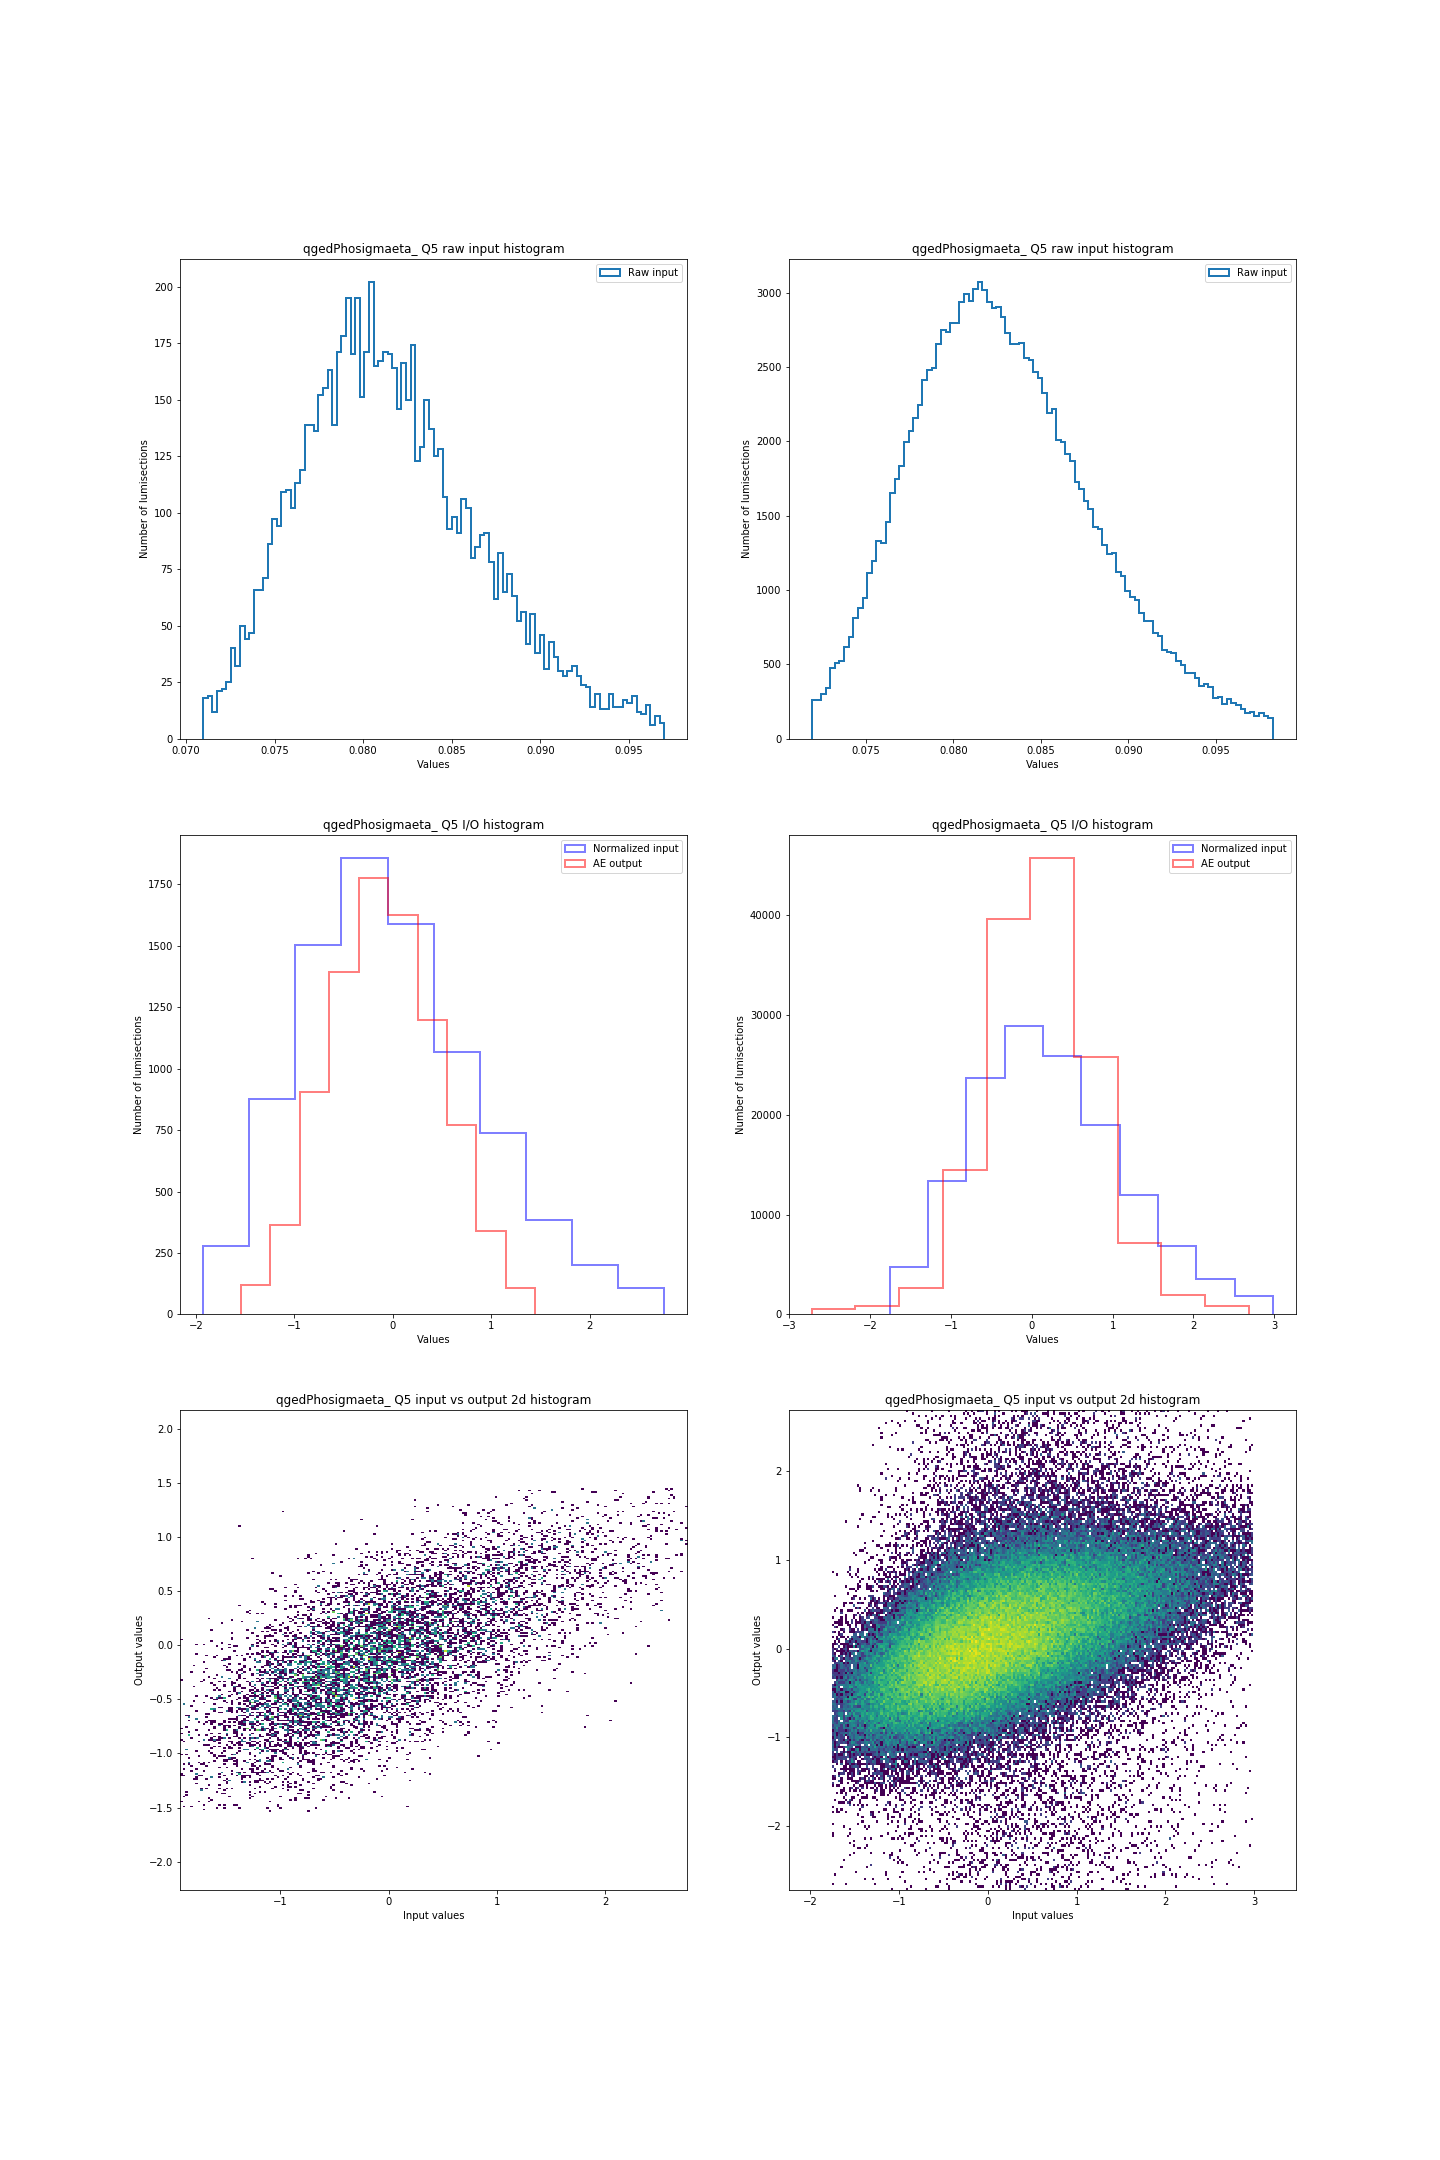 qgedPhosigmaeta_ Q5 raw input histogram
Raw input
Number of lumisections
200
175
150
125
100
75
50
25
0
0.070 0.075 0.080 0.085 0.090 0.095
Values
qgedPhosigmaeta_ Q5 raw input histogram
Raw input
Number of lumisections
3000
2500
2000
1500
1000
500
0
0.075 0.080 0.085 0.090 0.095
Values
qgedPhosigmaeta_ Q5 I/O histogram
Normalized input
AE output
Number of lumisections
1750
1500
1250
1000
750
500
250
0
−2 −1 0 1 2
Values
qgedPhosigmaeta_ Q5 I/O histogram
Normalized input
AE output
Number of lumisections
40000
30000
20000
10000
0
−3 −2 −1 0 1 2 3
Values
qgedPhosigmaeta_ Q5 input vs output 2d histogram
Output values
2.0
1.5
1.0
0.5
0.0
−0.5
−1.0
−1.5
−2.0
−1 0 1 2
Input values
qgedPhosigmaeta_ Q5 input vs output 2d histogram
Output values
2
1
0
−1
−2
−2 −1 0 1 2 3
Input values